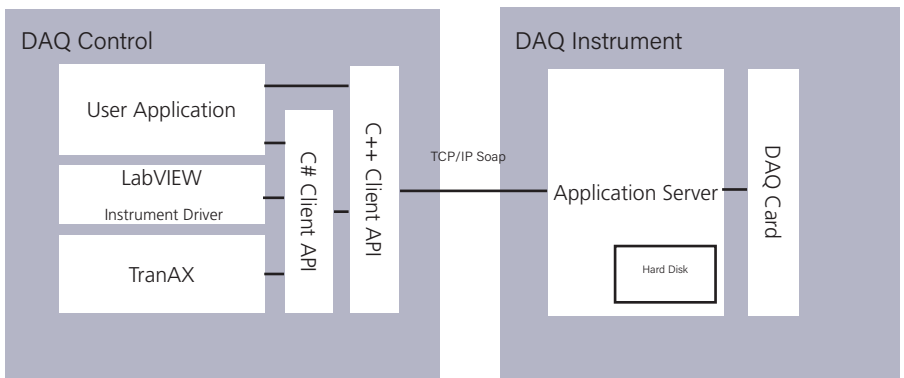 DAQ Control
User Application
LabVIEW
Instrument Driver
TranAX
C# Client API
C++ Client API
TCP/IP Soap
DAQ Instrument
Application Server
Hard Disk
DAQ Card